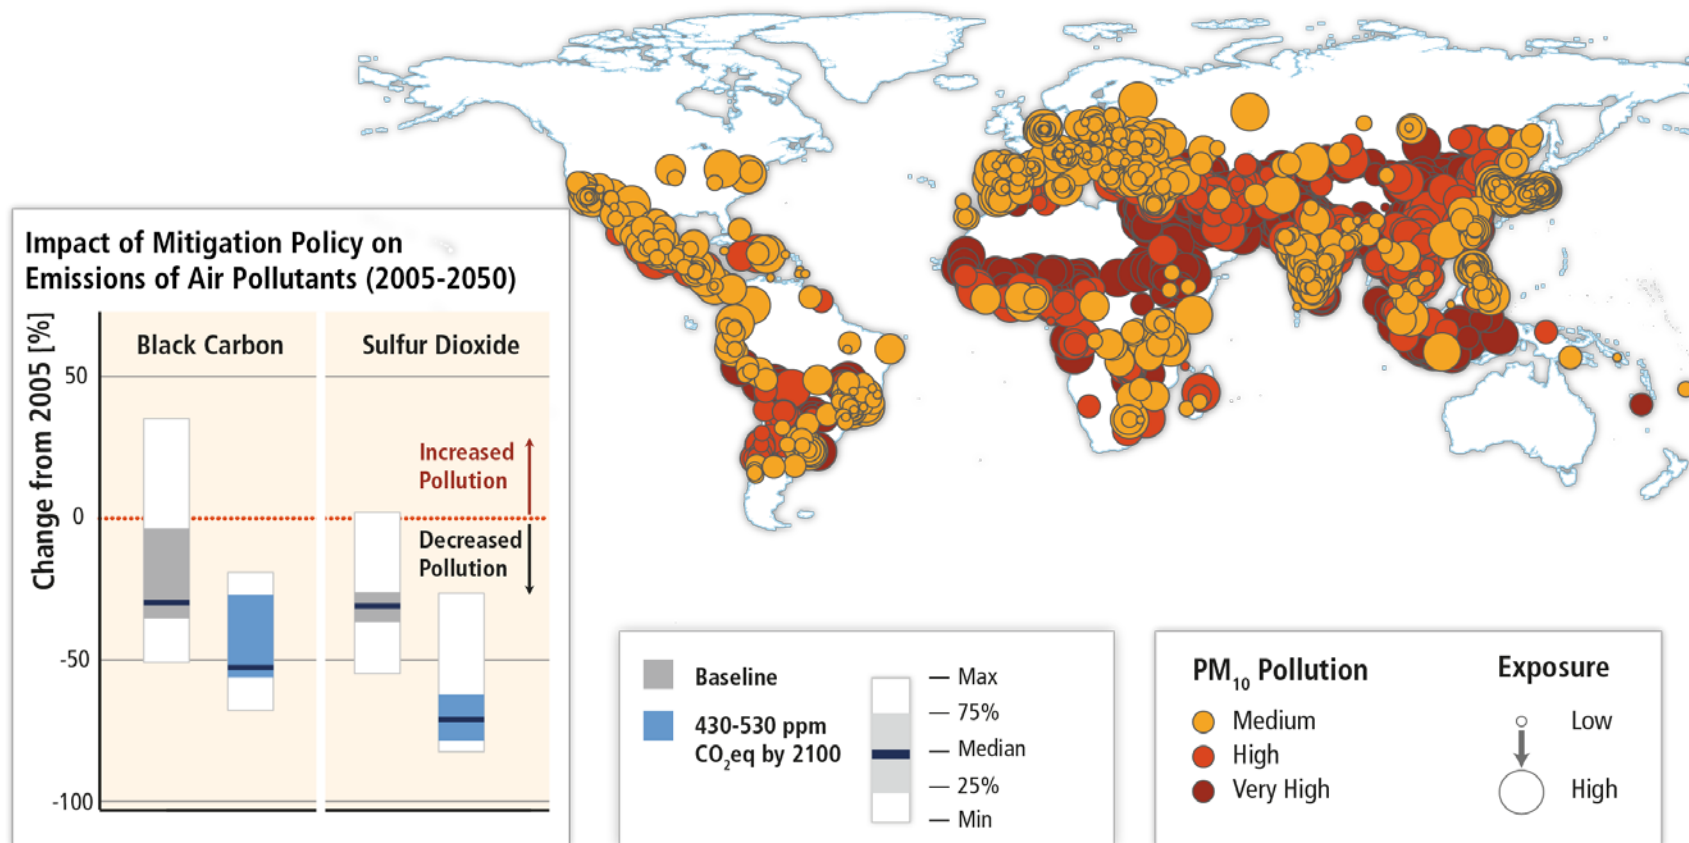 Impact of Mitigation Policy on
Emissions of Air Pollutants (2005-2050)
Change from 2005 [%]
Black Carbon
Sulfur Dioxide
50
0
-50
-100
Increased
Pollution
Decreased
Pollution
Baseline
430-530 ppm
CO2eq by 2100
Max
75%
Median
25%
Min
PM10 Pollution
Medium
High
Very High
Exposure
Low
High